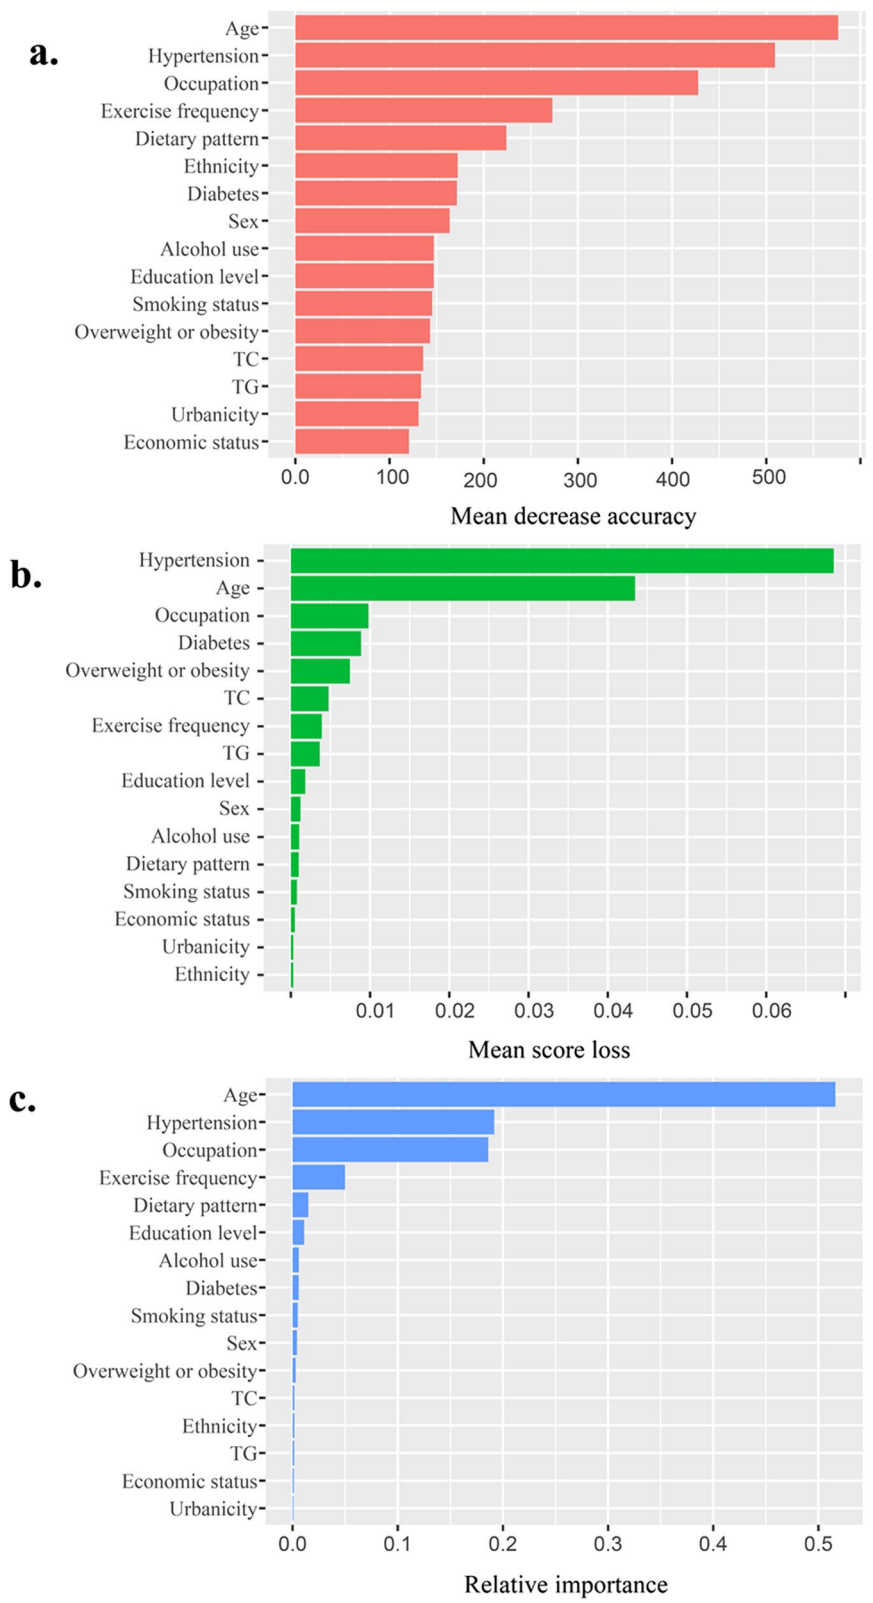 a.
Age
Hypertension
Occupation
Exercise frequency
Dietary pattern
Ethnicity
Diabetes
Sex
Alcohol use
Education level
Smoking status
Overweight or obesity
TC
TG
Urbanicity
Economic status
0.0 100 200 300 400 500
Mean decrease accuracy
b.
Hypertension
Age
Occupation
Diabetes
Overweight or obesity
TC
Exercise frequency
TG
Education level
Sex
Alcohol use
Dietary pattern
Smoking status
Economic status
Urbanicity
Ethnicity
0.01 0.02 0.03 0.04 0.05 0.06
Mean score loss
c.
Age
Hypertension
Occupation
Exercise frequency
Dietary pattern
Education level
Alcohol use
Diabetes
Smoking status
Sex
Overweight or obesity
TC
Ethnicity
TG
Economic status
Urbanicity
0.0 0.1 0.2 0.3 0.4 0.5
Relative importance